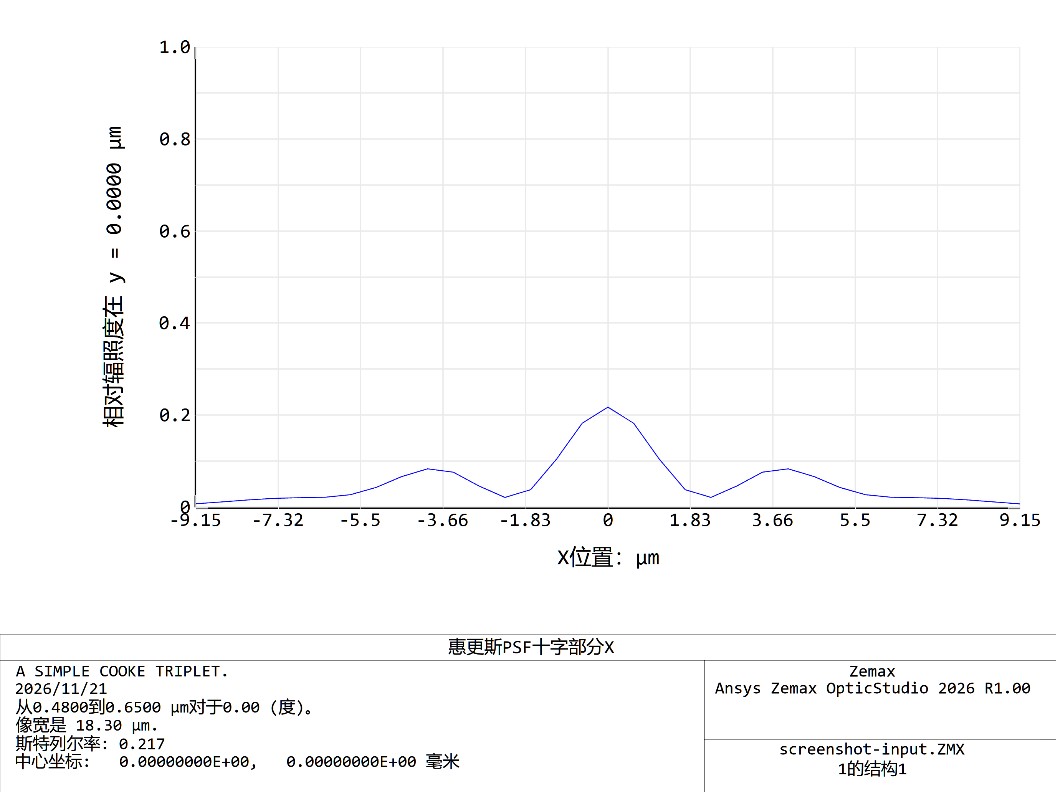 1.0
0.8
0.6
0.4
0.2
0
相对辐照度在 y = 0.0000 µm
-9.15 -7.32 -5.5 -3.66 -1.83 0 1.83 3.66 5.5 7.32 9.15
X位置: µm
惠更斯PSF十字部分X
A SIMPLE COOKE TRIPLET.
2026/11/21
从0.4800到0.6500 µm对于0.00 (度)。
像宽是 18.30 µm.
斯特列尔率: 0.217
中心坐标: 0.00000000E+00, 0.00000000E+00 毫米
Zemax
Ansys Zemax OpticStudio 2026 R1.00
screenshot-input.ZMX
1的结构1